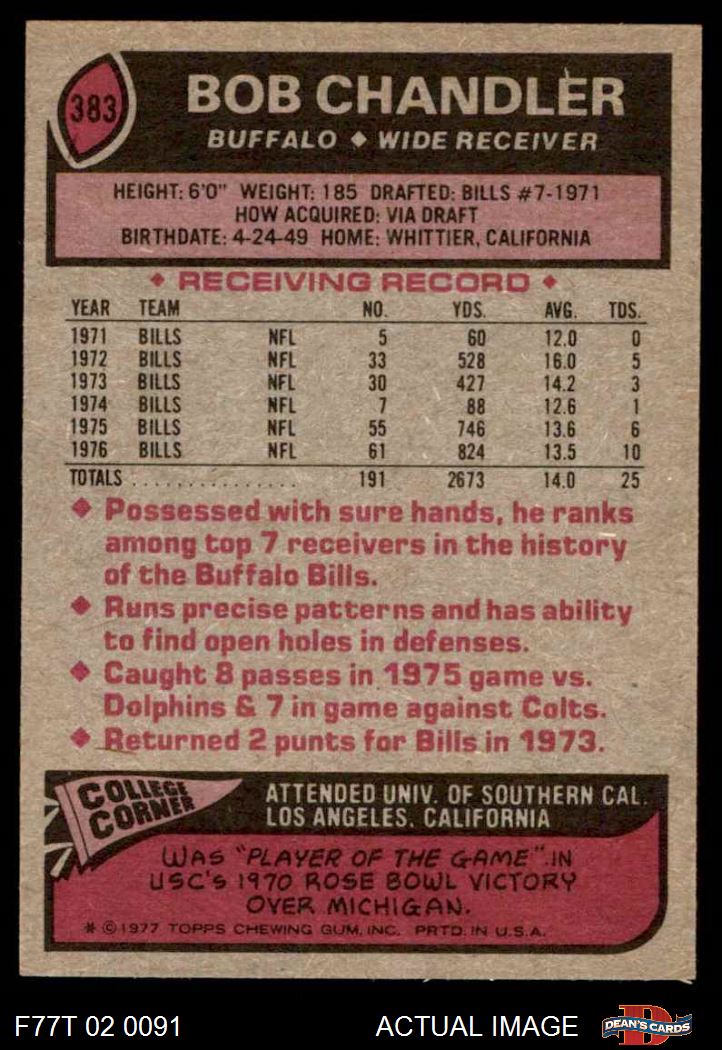 383
BOB CHANDLER
BUFFALO ◆ WIDE RECEIVER
HEIGHT: 6'0" WEIGHT: 185 DRAFTED: BILLS #7-1971
HOW ACQUIRED: VIA DRAFT
BIRTHDATE: 4-24-49 HOME: WHITTIER, CALIFORNIA
◆ RECEIVING RECORD ◆
YEAR TEAM NO. YDS. AVG. TDS.
1971 BILLS NFL 5 60 12.0 0
1972 BILLS NFL 33 528 16.0 5
1973 BILLS NFL 30 427 14.2 3
1974 BILLS NFL 7 88 12.6 1
1975 BILLS NFL 55 746 13.6 6
1976 BILLS NFL 61 824 13.5 10
TOTALS ............... 191 2673 14.0 25
◆ Possessed with sure hands, he ranks
among top 7 receivers in the history
of the Buffalo Bills.
◆ Runs precise patterns and has ability
to find open holes in defenses.
◆ Caught 8 passes in 1975 game vs.
Dolphins & 7 in game against Colts.
◆ Returned 2 punts for Bills in 1973.
COLLEGE
CORNER
ATTENDED UNIV. OF SOUTHERN CAL.
LOS ANGELES, CALIFORNIA
WAS "PLAYER OF THE GAME" IN
USC'S 1970 ROSE BOWL VICTORY
OVER MICHIGAN.
* © 1977 TOPPS CHEWING GUM, INC. PRTD. IN U.S.A.
F77T 02 0091
ACTUAL IMAGE
D
DEAN'S CARDS